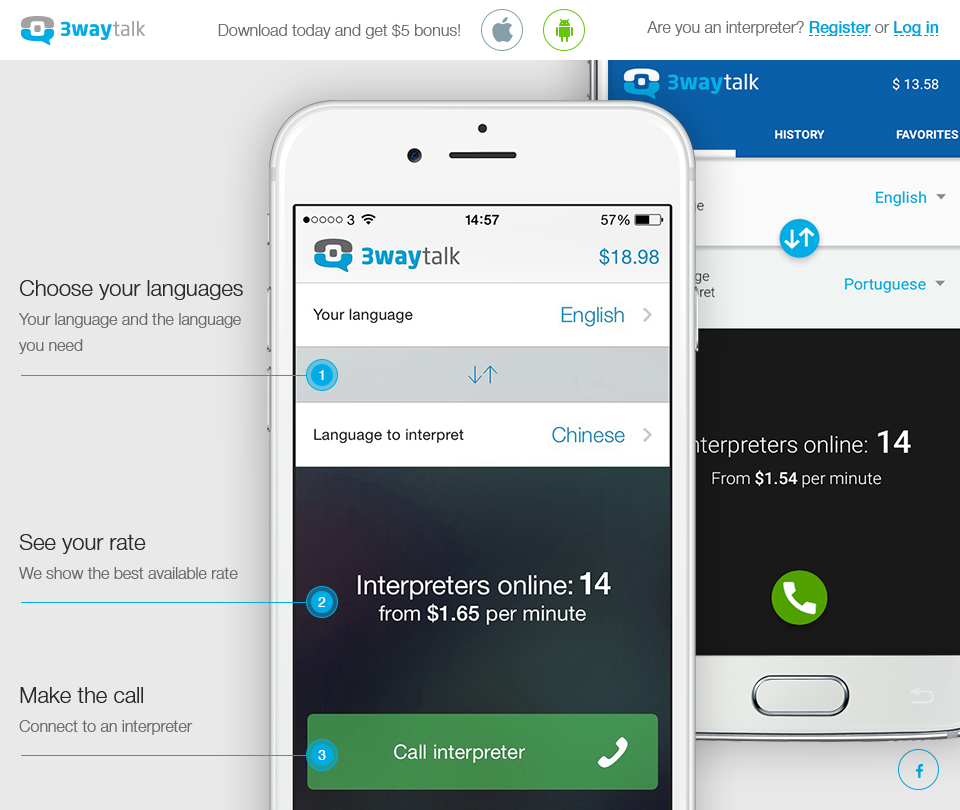 3waytalk
Download today and get $5 bonus!
Are you an interpreter? Register or Log in
3waytalk
$ 13.58
HISTORY
FAVORITES
English
Portuguese
nterpreters online: 14
From $1.54 per minute
3 14:57 57%
3waytalk
$18.98
Your language English
Language to interpret Chinese
Interpreters online: 14
from $1.65 per minute
Call interpreter
Choose your languages
Your language and the language
you need
1
See your rate
We show the best available rate
2
Make the call
Connect to an interpreter
3
f